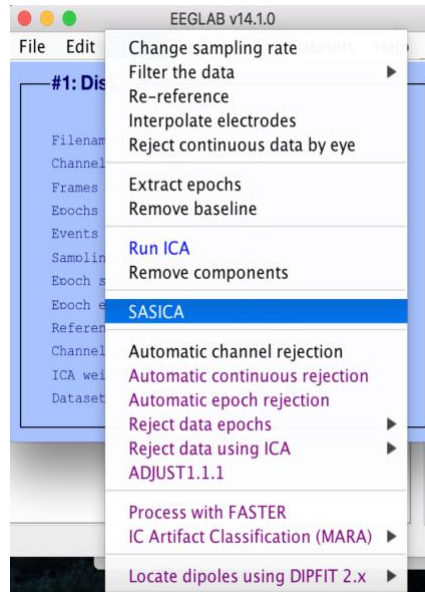 EEGLAB v14.1.0
File Edit
#1: Dis
Filenam
Channel
Frames
Epochs
Events
Samplin
Epoch s
Epoch e
Referen
Channel
ICA wei
Dataset
Change sampling rate
Filter the data
Re-reference
Interpolate electrodes
Reject continuous data by eye
Extract epochs
Remove baseline
Run ICA
Remove components
SASICA
Automatic channel rejection
Automatic continuous rejection
Automatic epoch rejection
Reject data epochs
Reject data using ICA
ADJUST1.1.1
Process with FASTER
IC Artifact Classification (MARA)
Locate dipoles using DIPFIT 2.x